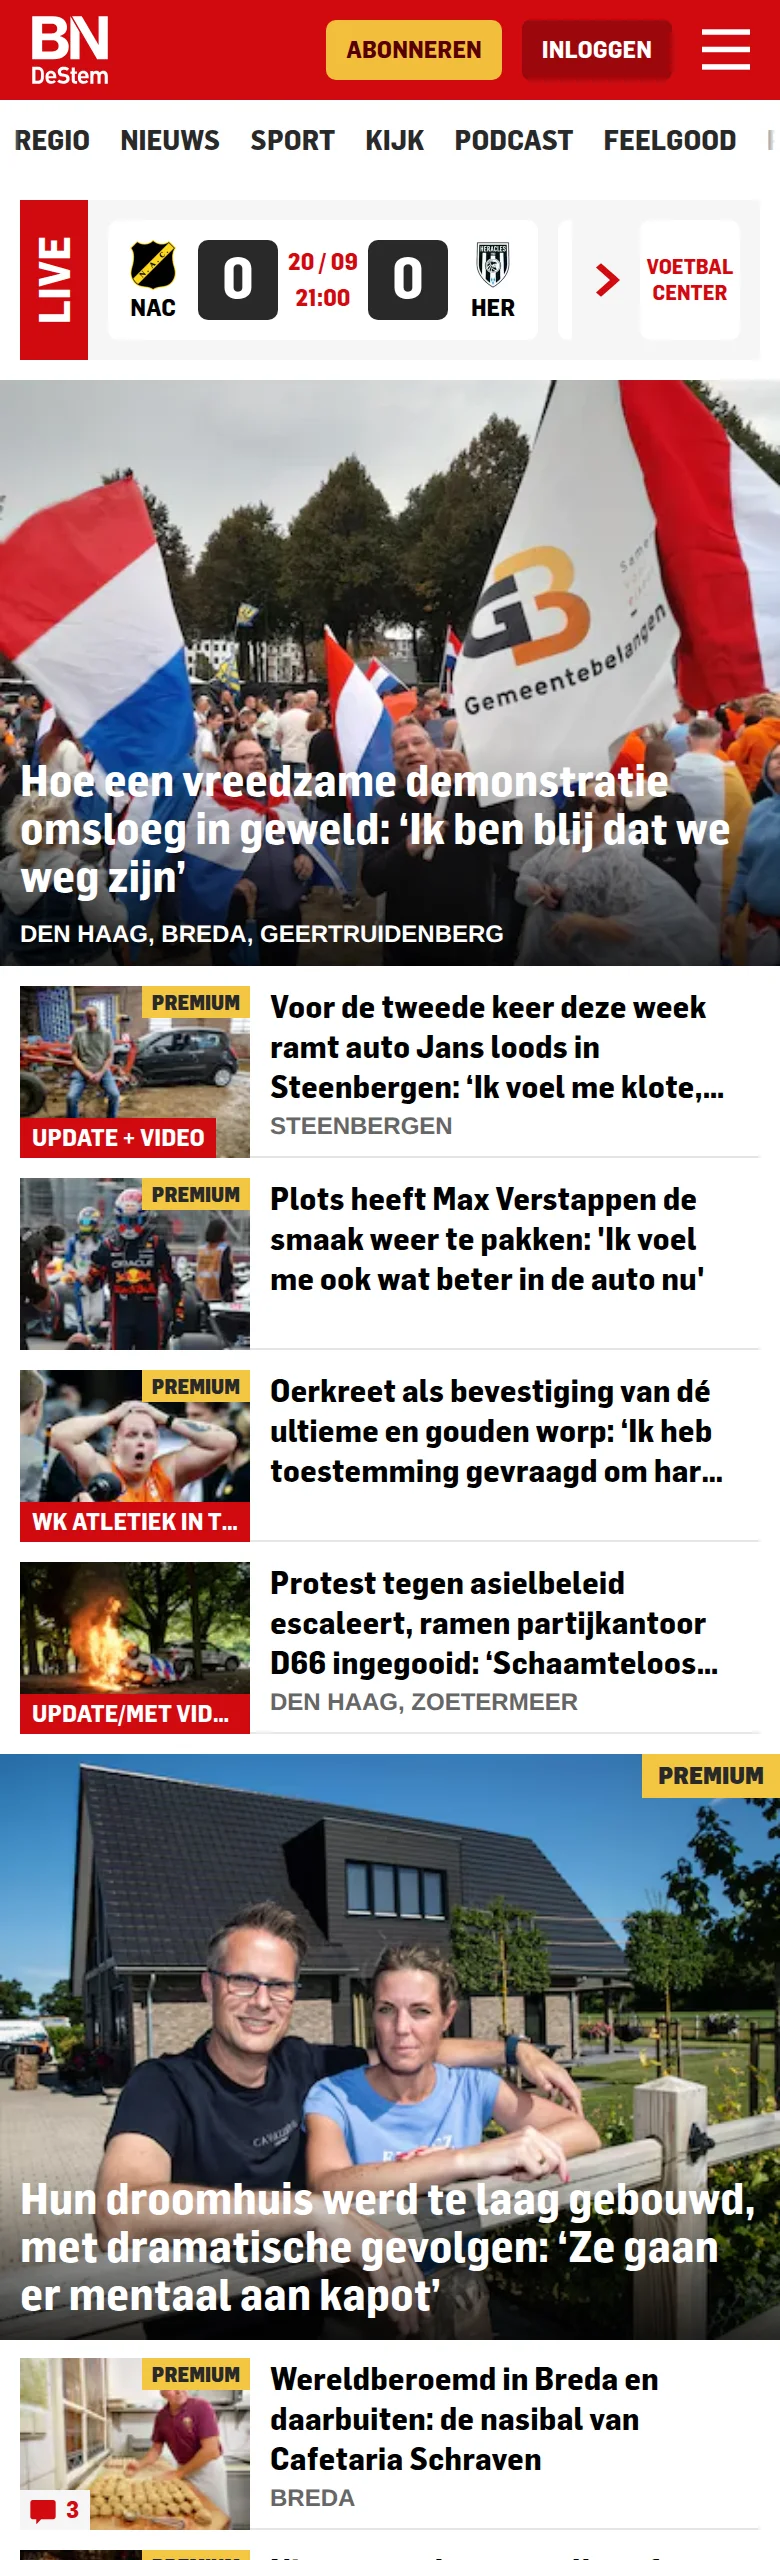 BN
DeStem
ABONNEREN
INLOGGEN
REGIO NIEUWS SPORT KIJK PODCAST FEELGOOD
LIVE
NAC
0
20 / 09
21:00
0
HERACLES
HER
VOETBAL
CENTER
GB
Gemeentebelangen
Hoe een vreedzame demonstratie
omsloeg in geweld: ‘Ik ben blij dat we
weg zijn’
DEN HAAG, BREDA, GEERTRUIDENBERG
PREMIUM
UPDATE + VIDEO
Voor de tweede keer deze week
ramt auto Jans loods in
Steenbergen: ‘Ik voel me klote,...
STEENBERGEN
PREMIUM
Plots heeft Max Verstappen de
smaak weer te pakken: 'Ik voel
me ook wat beter in de auto nu'
PREMIUM
WK ATLETIEK IN T...
Oerkreet als bevestiging van dé
ultieme en gouden worp: ‘Ik heb
toestemming gevraagd om har...
UPDATE/MET VID...
Protest tegen asielbeleid
escaleert, ramen partijkantoor
D66 ingegooid: ‘Schaamteloos...
DEN HAAG, ZOETERMEER
PREMIUM
Hun droomhuis werd te laag gebouwd,
met dramatische gevolgen: ‘Ze gaan
er mentaal aan kapot’
PREMIUM
3
Wereldberoemd in Breda en
daarbuiten: de nasibal van
Cafetaria Schraven
BREDA